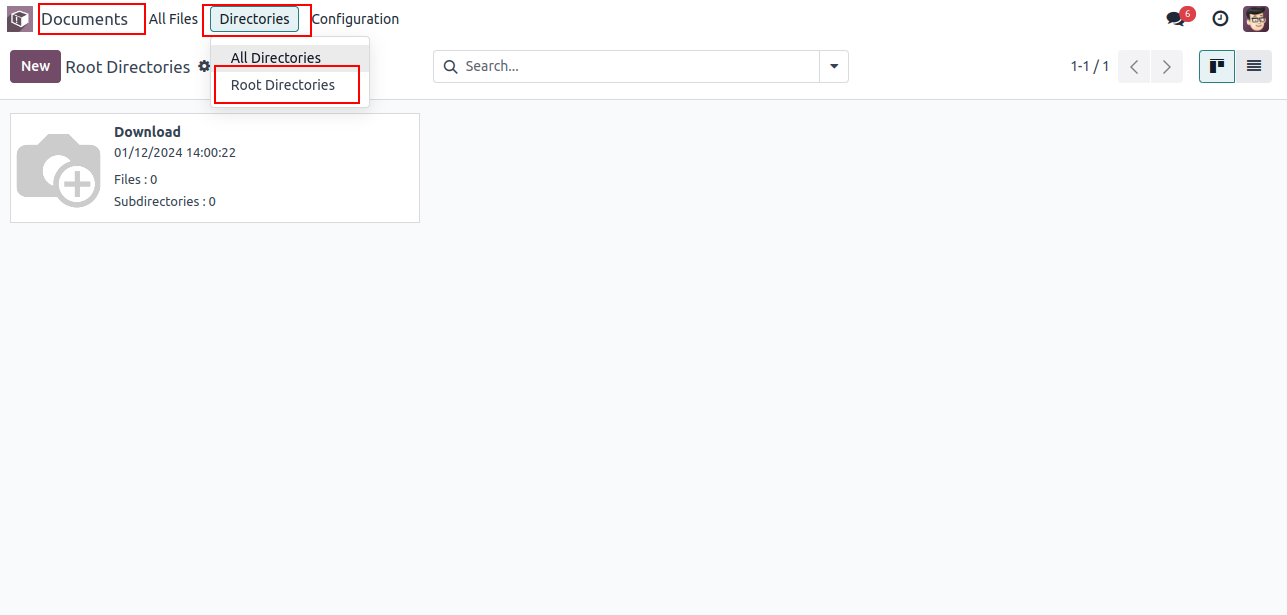 Documents All Files Directories Configuration 6
New Root Directories Search... 1-1 / 1
All Directories
Root Directories
Download
01/12/2024 14:00:22
Files : 0
Subdirectories : 0